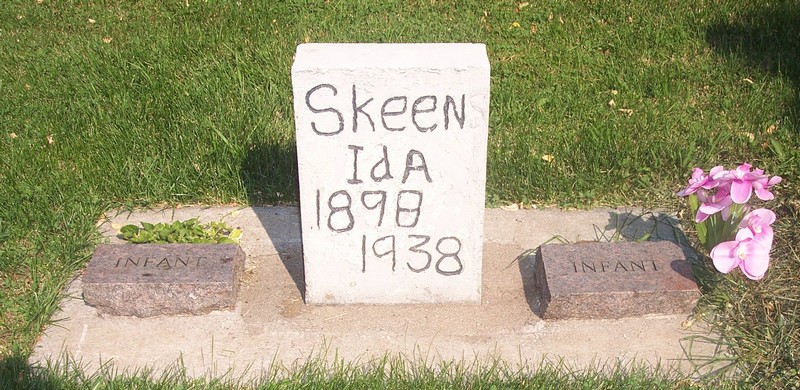 Skeen
Ida
1898
1938
INFANT
INFANT